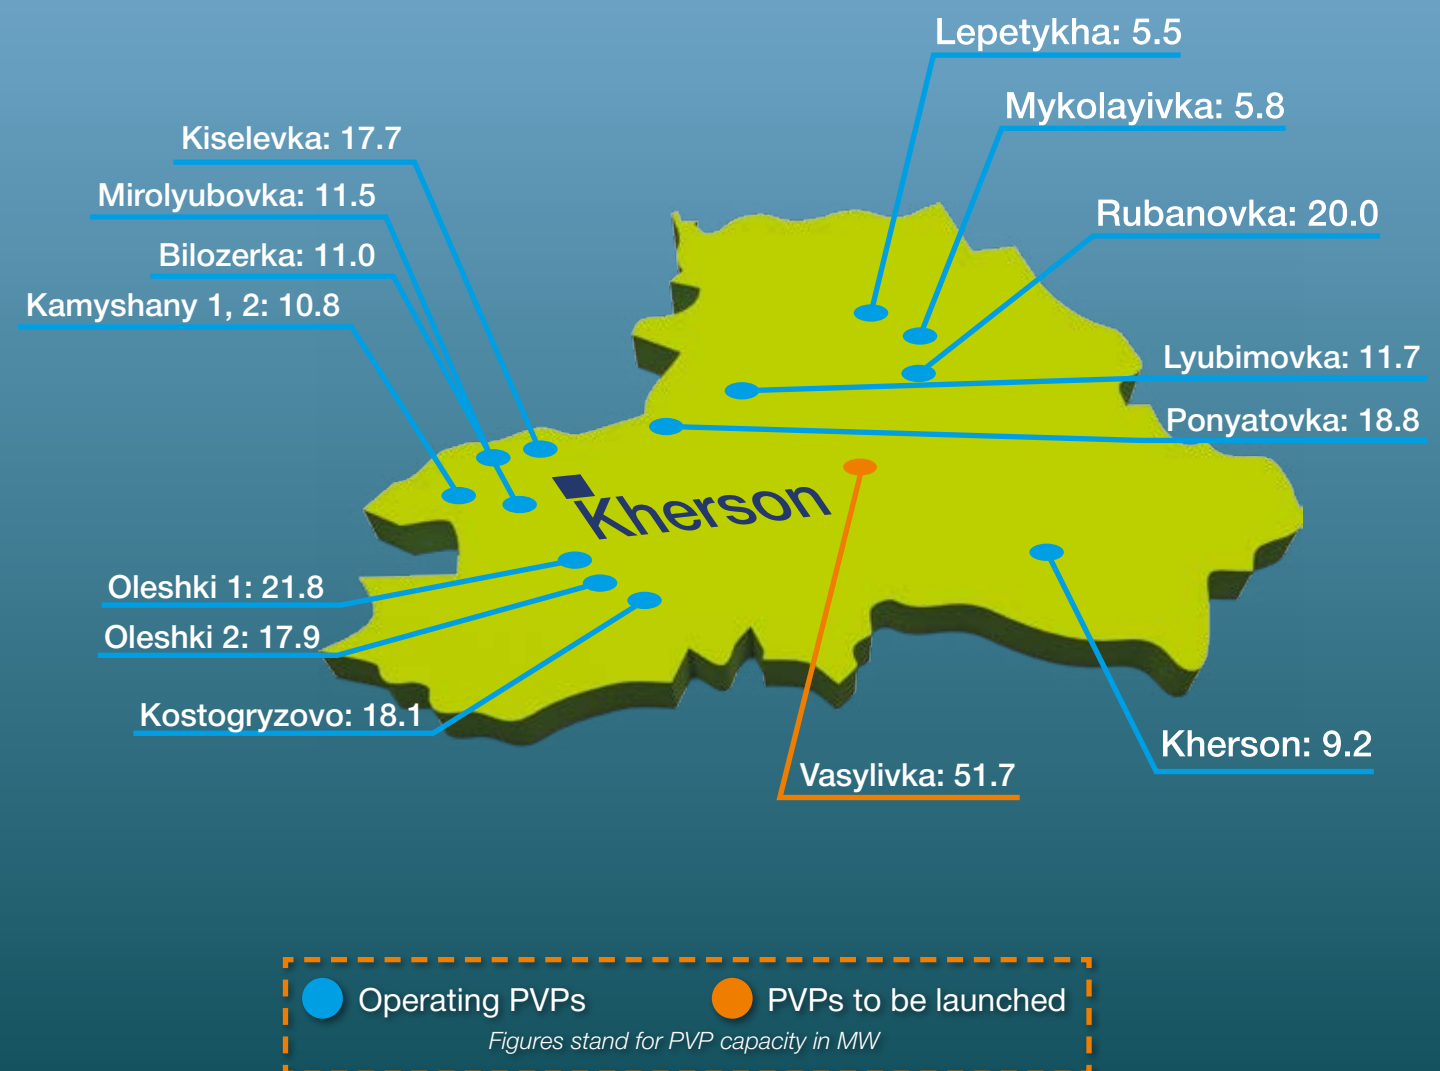 Lepetykha: 5.5
Mykolayivka: 5.8
Kiselevka: 17.7
Mirolyubovka: 11.5
Rubanovka: 20.0
Bilozerka: 11.0
Kamyshany 1, 2: 10.8
Lyubimovka: 11.7
Ponyatovka: 18.8
Kherson
Oleshki 1: 21.8
Oleshki 2: 17.9
Kostogryzovo: 18.1
Kherson: 9.2
Vasylivka: 51.7
Operating PVPs
PVPs to be launched
Figures stand for PVP capacity in MW